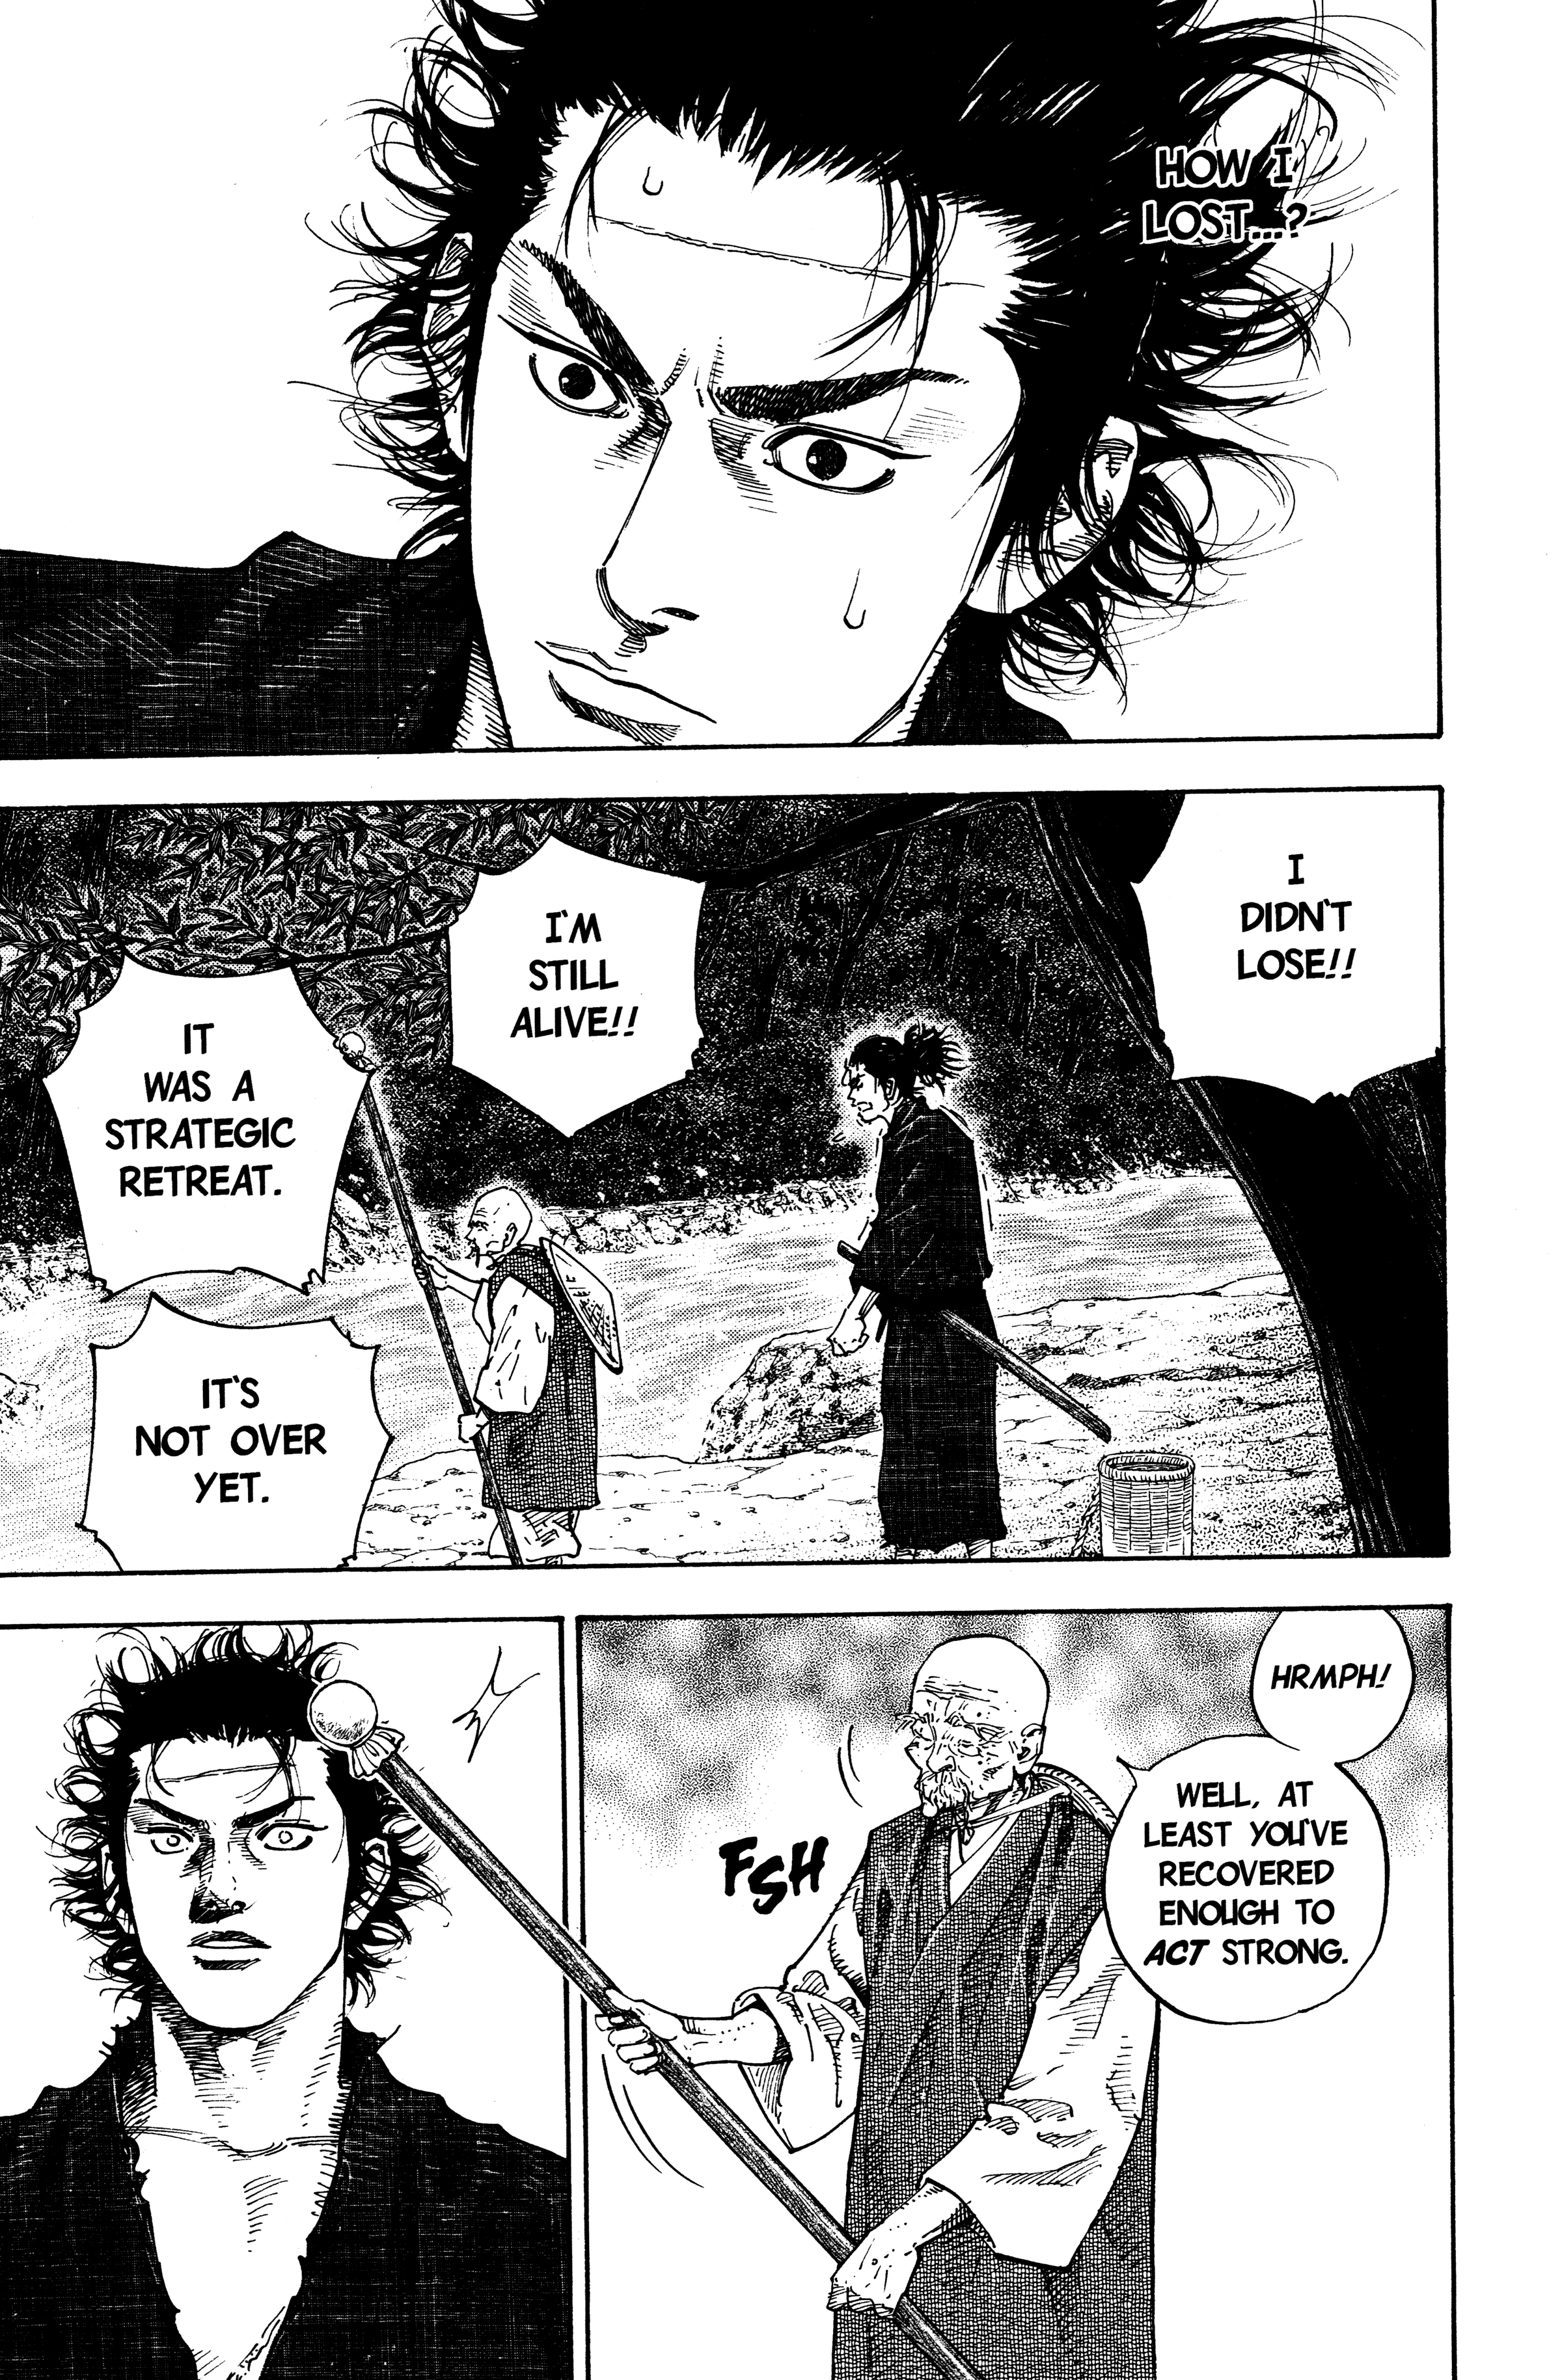 HOW I
LOST...?
I
DIDN'T
LOSE!!
I'M
STILL
ALIVE!!
IT
WAS A
STRATEGIC
RETREAT.
IT'S
NOT OVER
YET.
HRMPH!
WELL, AT
LEAST YOU'VE
RECOVERED
ENOUGH TO
ACT STRONG.
FSH